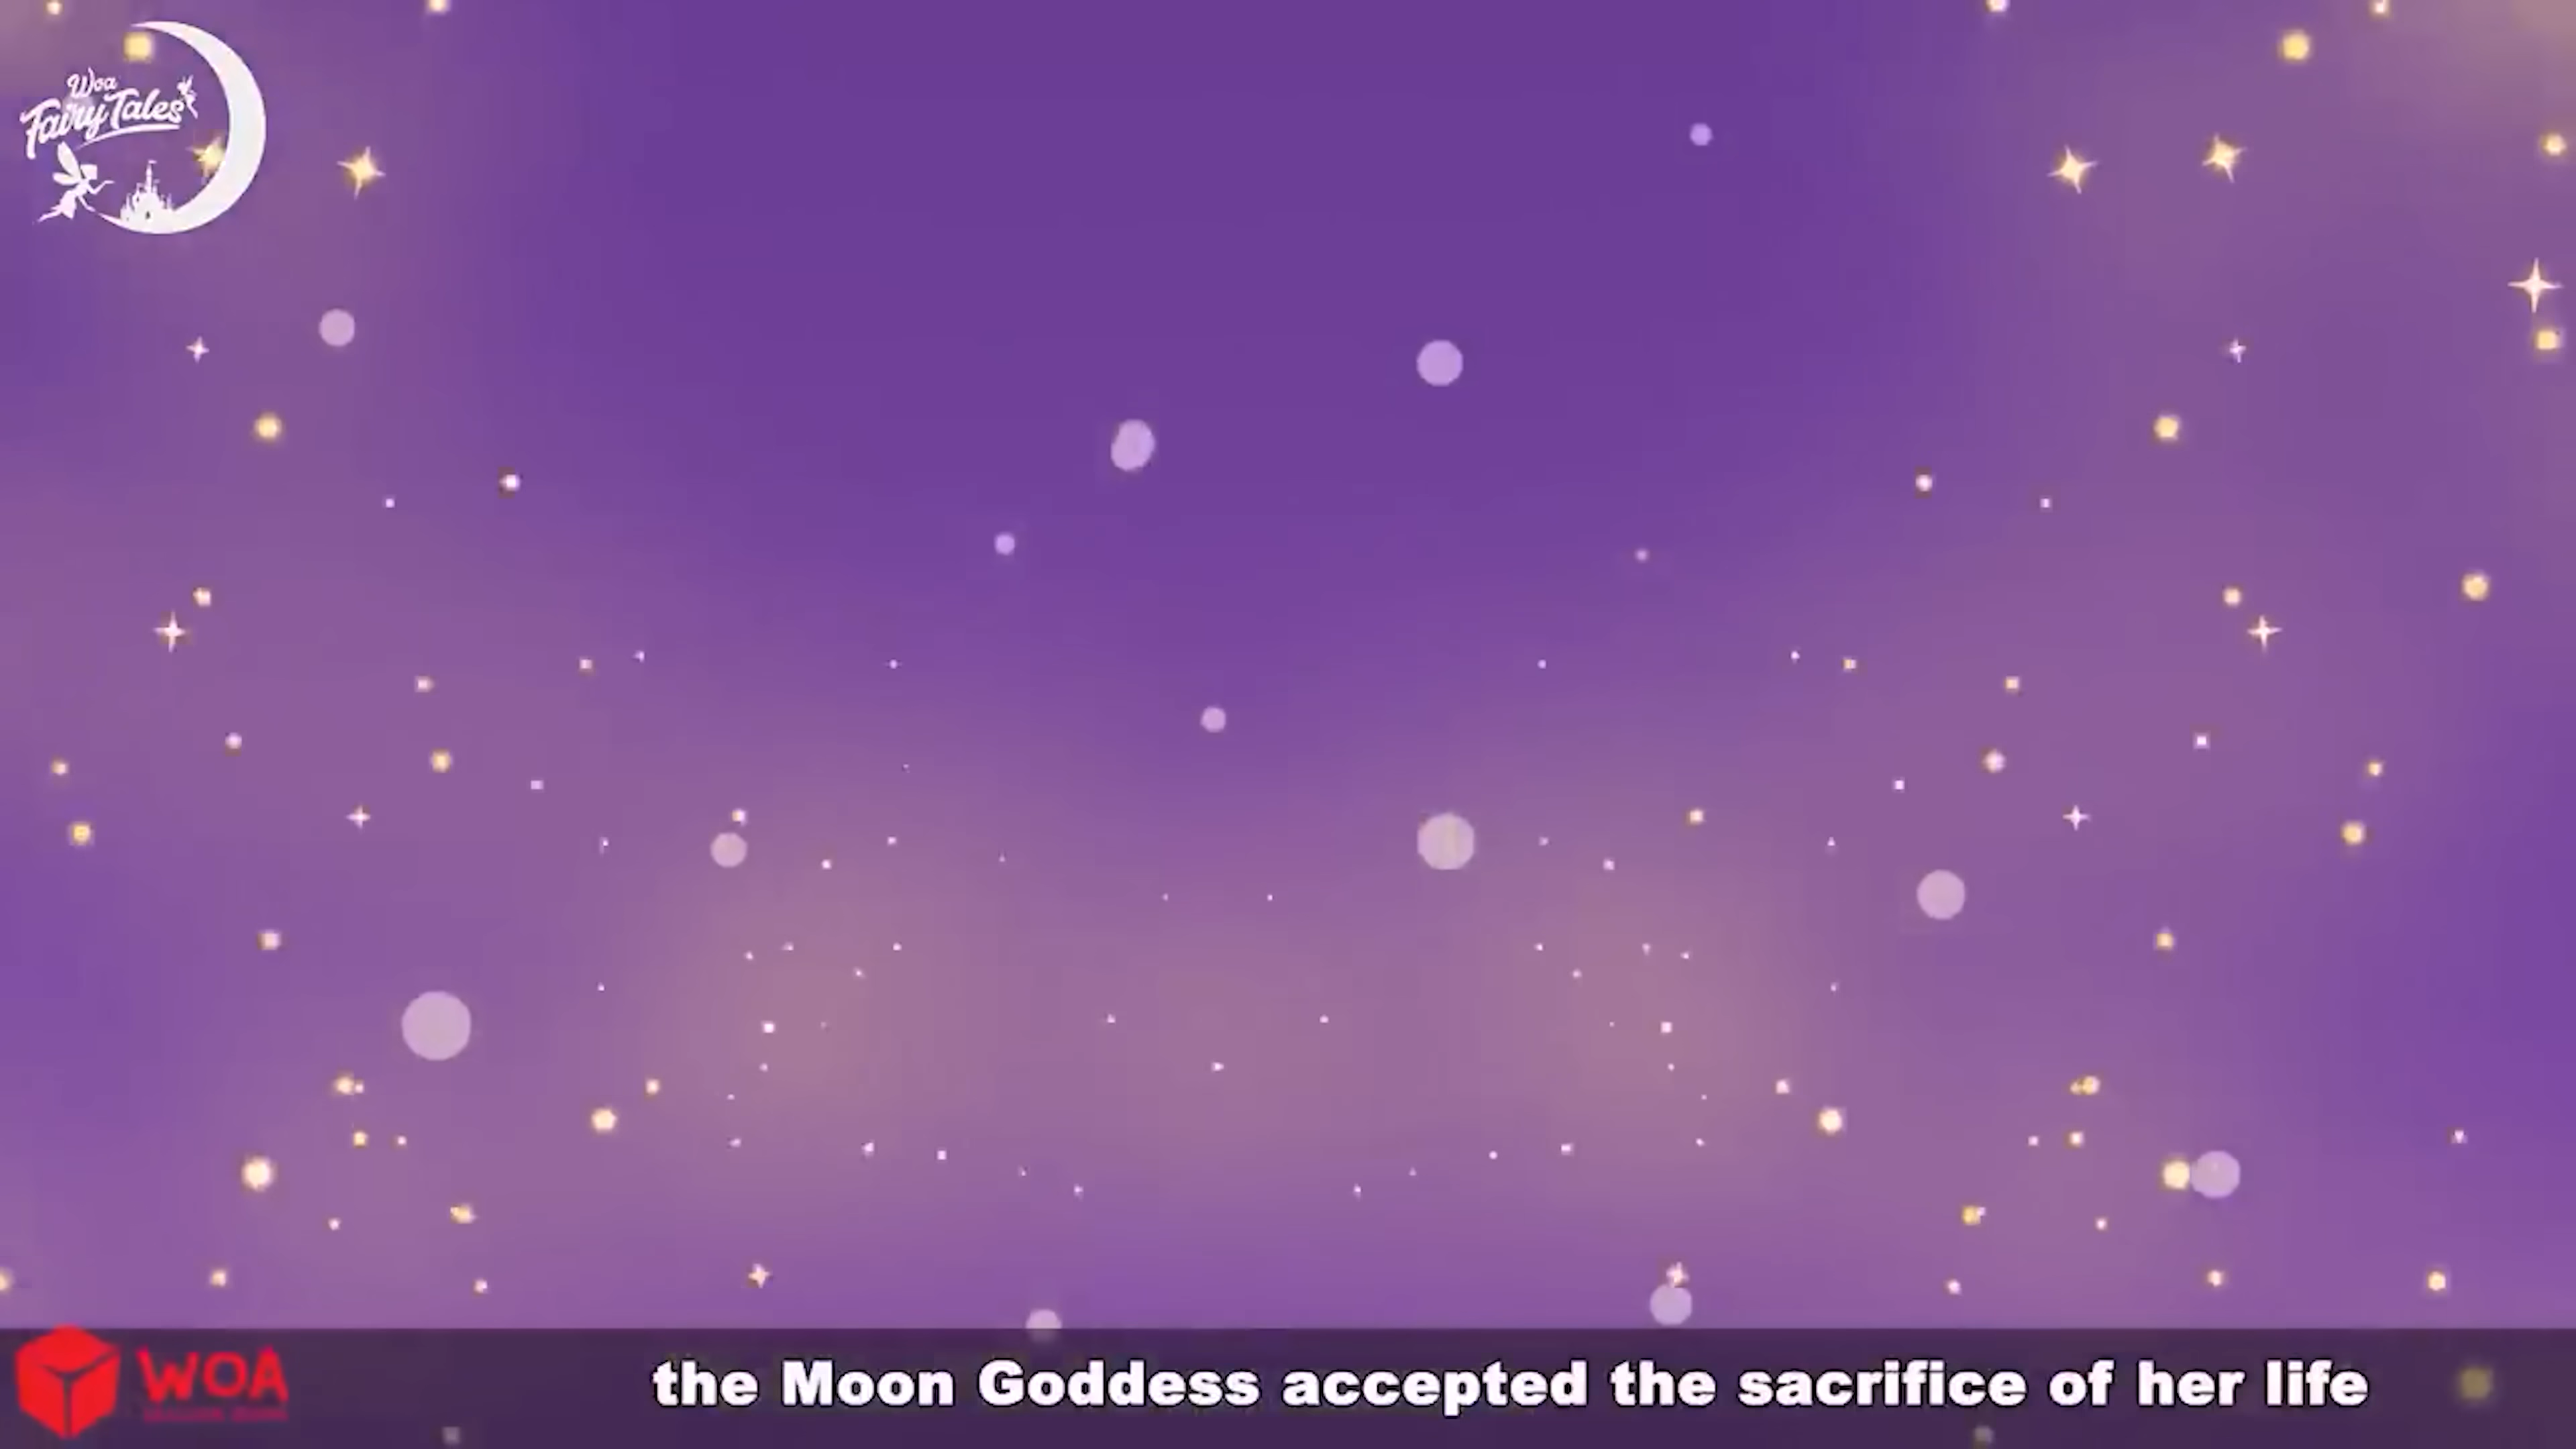 Woa
Fairy Tales
the Moon Goddess accepted the sacrifice of her life
WOA